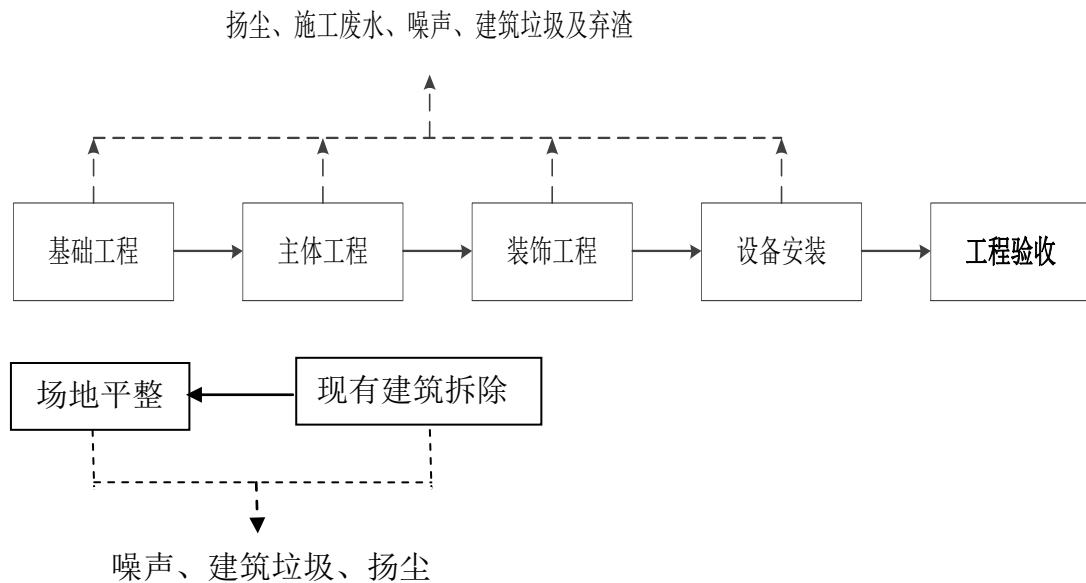 扬尘、施工废水、噪声、建筑垃圾及弃渣
基础工程
主体工程
装饰工程
设备安装
工程验收
场地平整
现有建筑拆除
噪声、建筑垃圾、扬尘